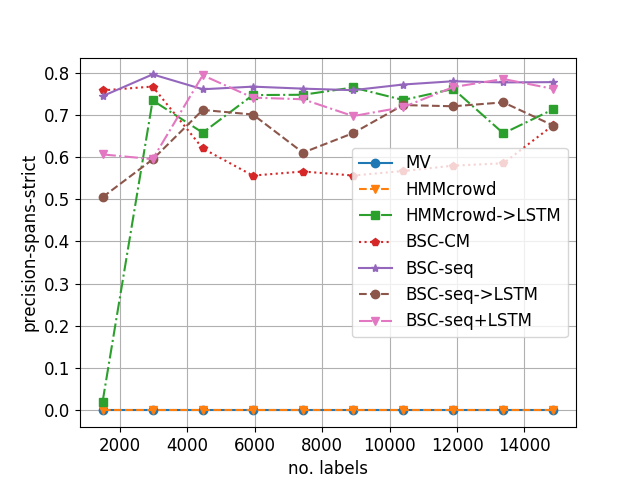 0.8
0.7
0.6
0.5
0.4
0.3
0.2
0.1
0.0
precision-spans-strict
MV
HMMcrowd
HMMcrowd->LSTM
BSC-CM
BSC-seq
BSC-seq->LSTM
BSC-seq+LSTM
2000 4000 6000 8000 10000 12000 14000
no. labels